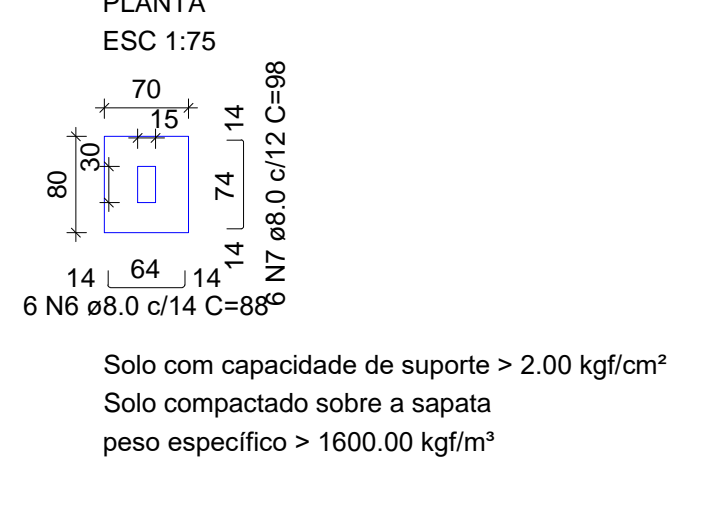 PLANTA
ESC 1:75
70
15
30
80
14
74
14
6 N7 ø8.0 c/12 C=98
14 64 14
6 N6 ø8.0 c/14 C=88
Solo com capacidade de suporte > 2.00 kgf/cm²
Solo compactado sobre a sapata
peso específico > 1600.00 kgf/m³